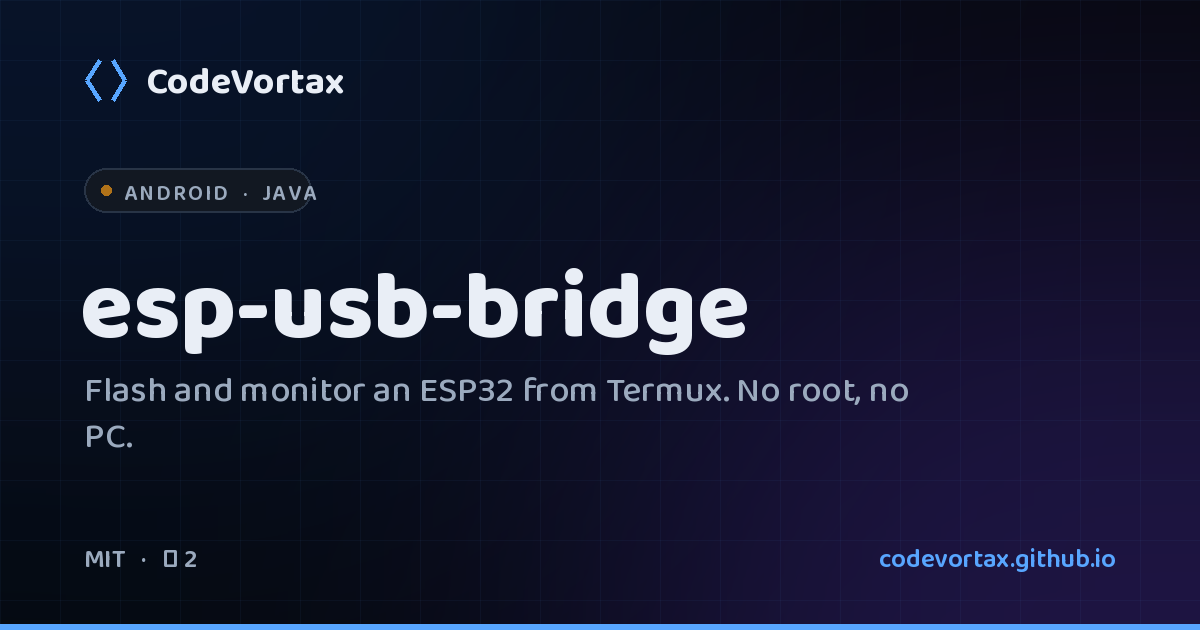 CodeVortax
ANDROID · JAVA
esp-usb-bridge
Flash and monitor an ESP32 from Termux. No root, no
PC.
MIT · 2
codevortax.github.io